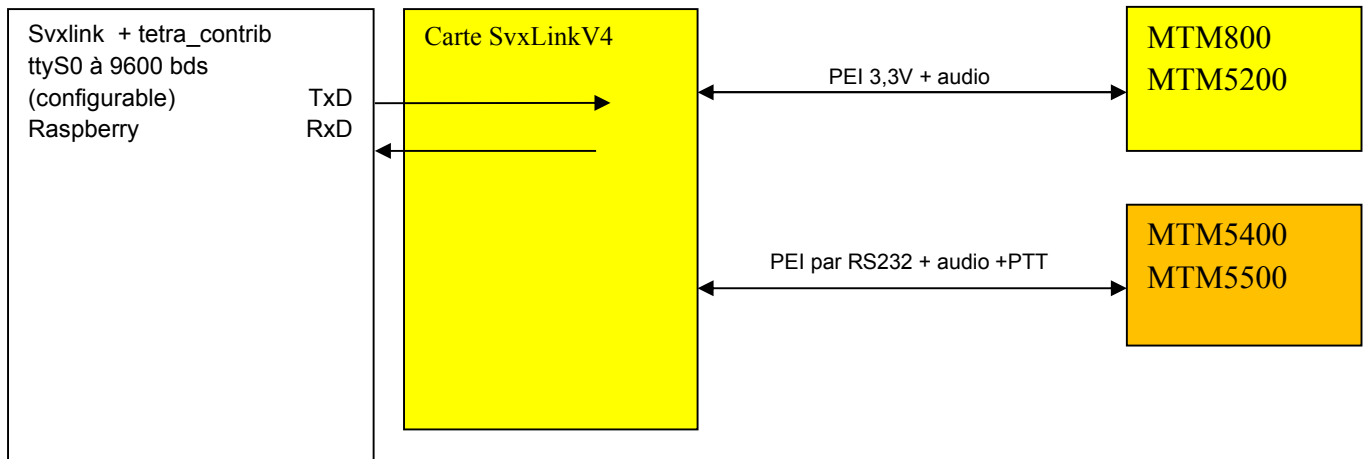 Svxlink + tetra_contrib
ttyS0 à 9600 bds
(configurable) TxD
Raspberry RxD
Carte SvxLinkV4
PEI 3,3V + audio
MTM800
MTM5200
PEI par RS232 + audio +PTT
MTM5400
MTM5500